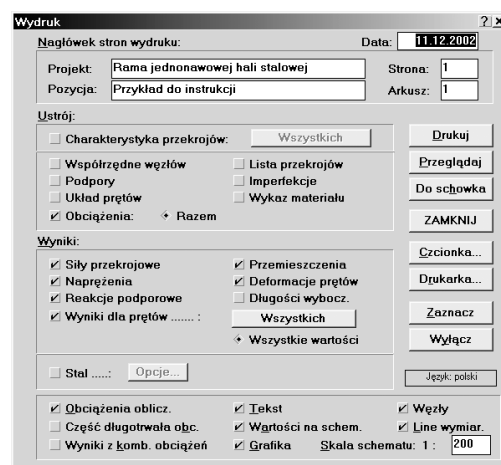 Wydruk
Nagłówek stron wydruku: Data: 11.12.2002
Projekt: Rama jednonawowej hali stalowej Strona: 1
Pozycja: Przykład do instrukcji Arkusz: 1
Ustrój:
Charakterystyka przekrojów: Wszystkich
Współrzędne węzłów Lista przekrojów
Podpory Imperfekcje
Układ prętów Wykaz materiału
Obciążenia: Razem
Drukuj
Przeglądaj
Do schowka
ZAMKNIJ
Czcionka...
Drukarka...
Zaznacz
Wyłącz
Język: polski
Wyniki:
Siły przekrojowe Przemieszczenia
Naprężenia Deformacje prętów
Reakcje podporowe Długości wybocz.
Wyniki dla prętów ....... : Wszystkich
Wszystkie wartości
Stal .....: Opcje...
Obciążenia oblicz. Tekst Węzły
Część długotrwała obc. Wartości na schem. Line wymiar.
Wyniki z komb. obciążeń Grafika Skala schematu: 1 : 200